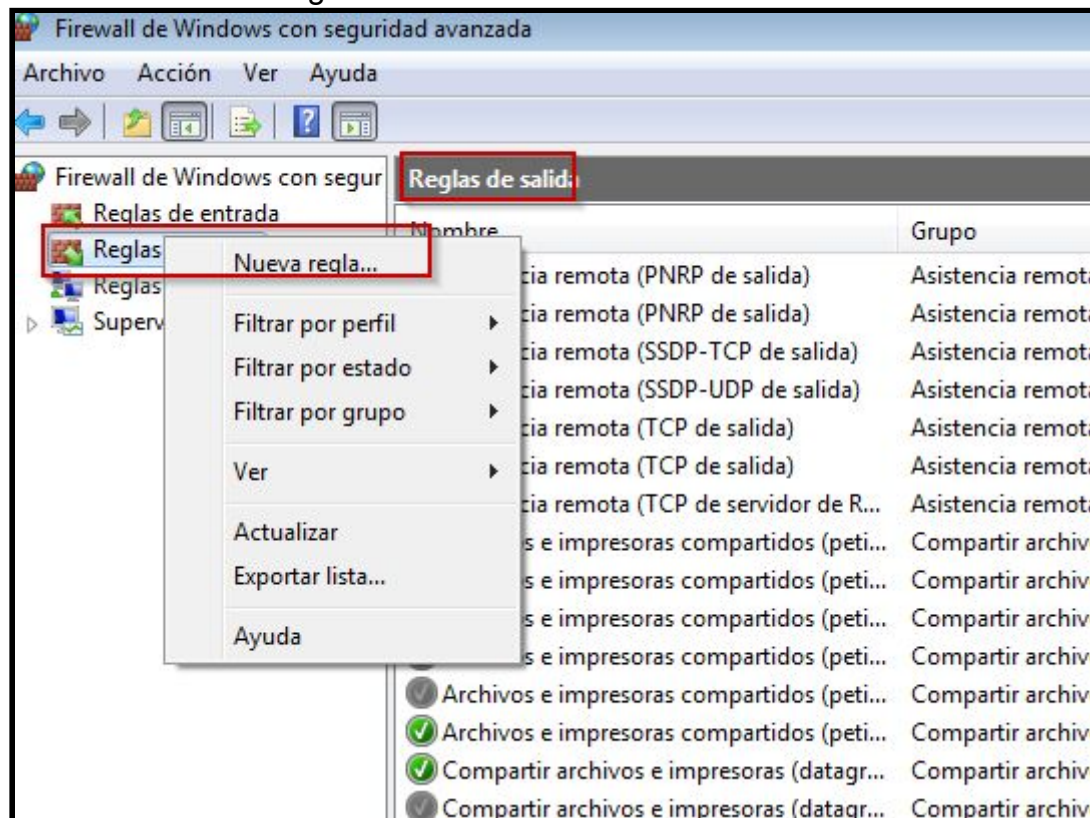 Firewall de Windows con seguridad avanzada
Archivo Acción Ver Ayuda
Firewall de Windows con segur
Reglas de entrada
Reglas
Reglas
Superv
Nueva regla...
Filtrar por perfil
Filtrar por estado
Filtrar por grupo
Ver
Actualizar
Exportar lista...
Ayuda
Reglas de salida
Nombre Grupo
cia remota (PNRP de salida) Asistencia remota
cia remota (PNRP de salida) Asistencia remota
cia remota (SSDP-TCP de salida) Asistencia remota
cia remota (SSDP-UDP de salida) Asistencia remota
cia remota (TCP de salida) Asistencia remota
cia remota (TCP de salida) Asistencia remota
cia remota (TCP de servidor de R... Asistencia remota
s e impresoras compartidos (peti... Compartir archiv
s e impresoras compartidos (peti... Compartir archiv
s e impresoras compartidos (peti... Compartir archiv
s e impresoras compartidos (peti... Compartir archiv
Archivos e impresoras compartidos (peti... Compartir archiv
Archivos e impresoras compartidos (peti... Compartir archiv
Compartir archivos e impresoras (datagr... Compartir archiv
Compartir archivos e impresoras (datagr... Compartir archiv